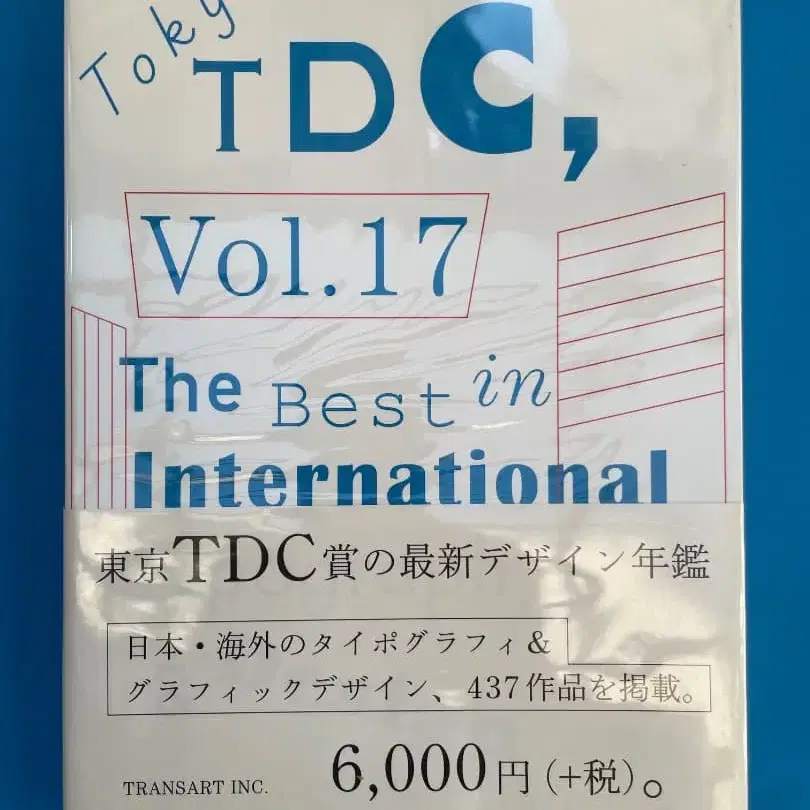 Toky
TDC,
Vol.17
The Best in
International
東京TDC賞の最新デザイン年鑑
日本・海外のタイポグラフィ&
グラフィックデザイン、437作品を掲載。
TRANSART INC. 6,000円(+税)。